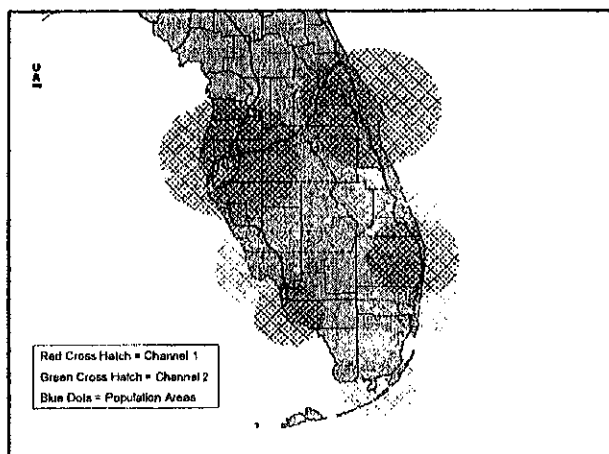 Red Cross Hatch = Channel 1
Green Cross Hatch = Channel 2
Blue Dots = Population Areas